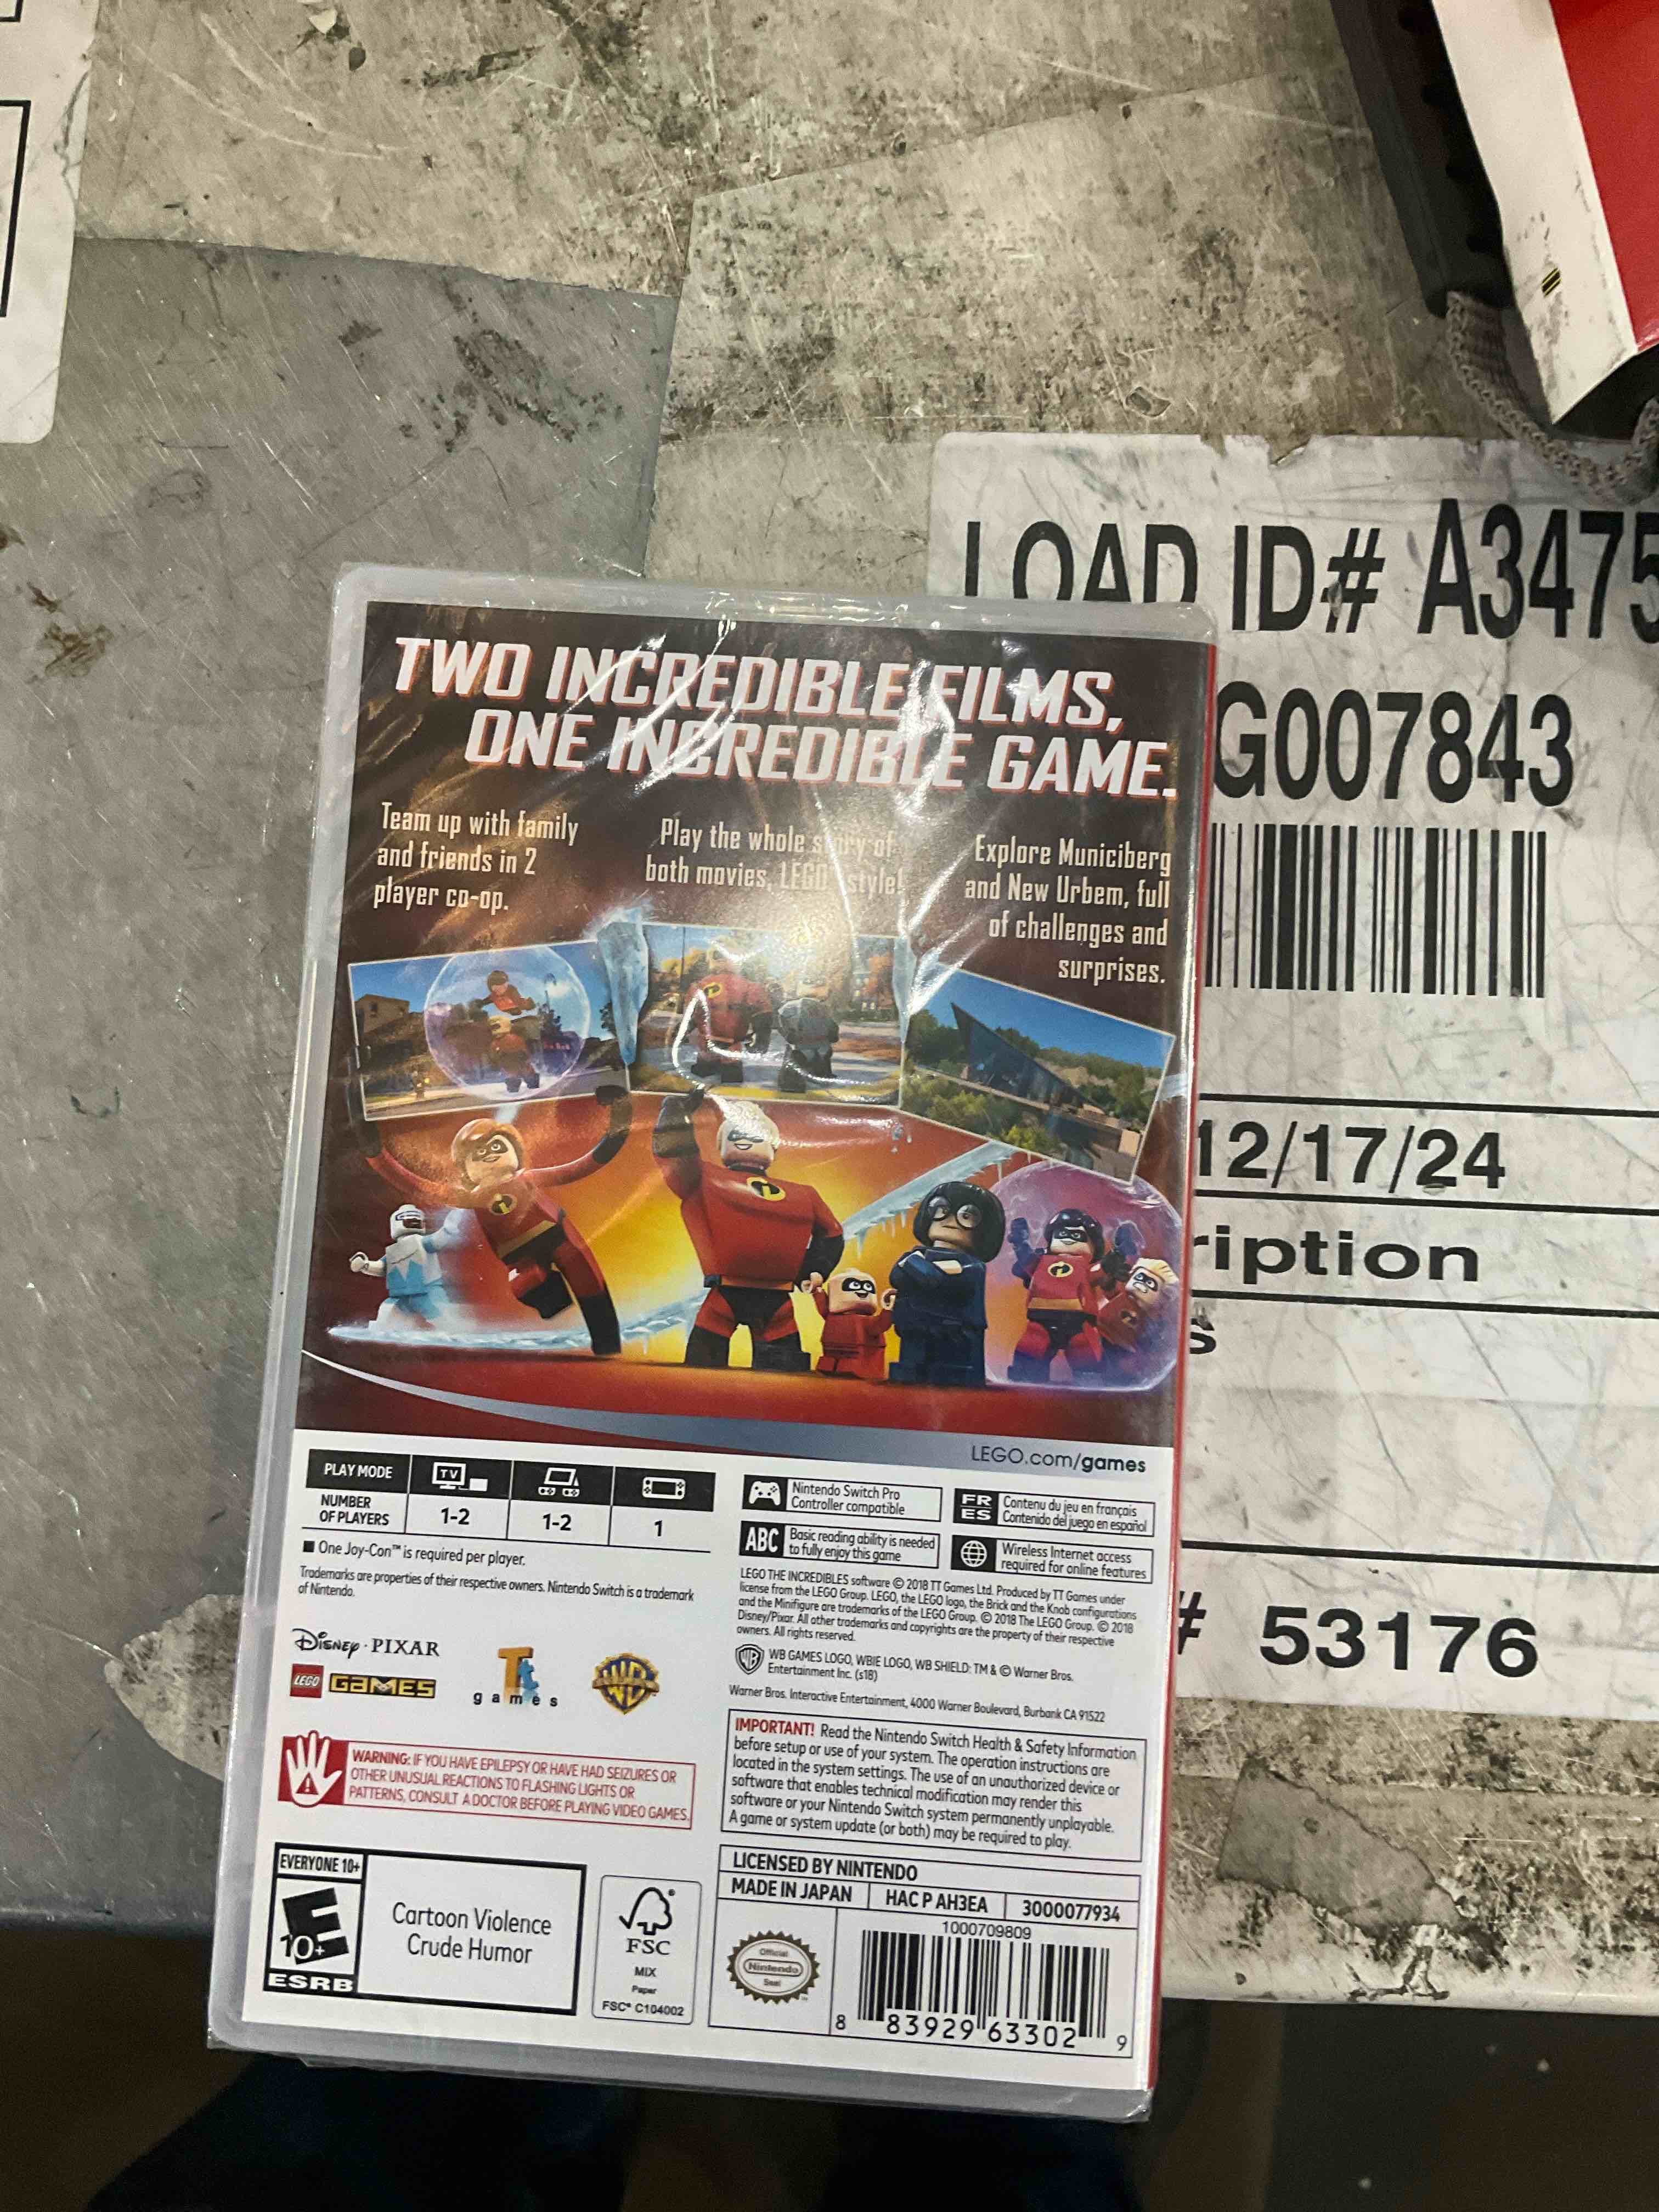 LOAD ID# A3475
G007843
12/17/24
ription
s
# 53176
TWO INCREDIBLE FILMS,
ONE INCREDIBLE GAME.
Team up with family
and friends in 2
player co-op.
Play the whole story of
both movies, LEGO style!
Explore Municiberg
and New Urbem, full
of challenges and
surprises.
LEGO.com/games
PLAY MODE
TV
NUMBER
OF PLAYERS
1-2
1-2
1
■ One Joy-Con™ is required per player.
Trademarks are properties of their respective owners. Nintendo Switch is a trademark
of Nintendo.
Nintendo Switch Pro
Controller compatible
FR
ES
Contenu du jeu en français
Contenido del juego en español
ABC
Basic reading ability is needed
to fully enjoy this game
Wireless Internet access
required for online features
LEGO THE INCREDIBLES software © 2018 TT Games Ltd. Produced by TT Games under
license from the LEGO Group. LEGO, the LEGO logo, the Brick and the Knob configurations
and the Minifigure are trademarks of the LEGO Group. © 2018 The LEGO Group. © 2018
Disney/Pixar. All other trademarks and copyrights are the property of their respective
owners. All rights reserved.
WB GAMES LOGO, WBIE LOGO, WB SHIELD: TM & © Warner Bros.
Entertainment Inc. (s18)
Warner Bros. Interactive Entertainment, 4000 Warner Boulevard, Burbank CA 91522
Disney · PIXAR
LEGO GAMES
Tt
games
WB
WARNING: IF YOU HAVE EPILEPSY OR HAVE HAD SEIZURES OR
OTHER UNUSUAL REACTIONS TO FLASHING LIGHTS OR
PATTERNS, CONSULT A DOCTOR BEFORE PLAYING VIDEO GAMES.
IMPORTANT! Read the Nintendo Switch Health & Safety Information
before setup or use of your system. The operation instructions are
located in the system settings. The use of an unauthorized device or
software that enables technical modification may render this
software or your Nintendo Switch system permanently unplayable.
A game or system update (or both) may be required to play.
EVERYONE 10+
E
10+
ESRB
Cartoon Violence
Crude Humor
FSC
MIX
Paper
FSC® C104002
LICENSED BY NINTENDO
MADE IN JAPAN
HAC P AH3EA
3000077934
1000709809
Official
Nintendo
Seal
8 83929 63302 9